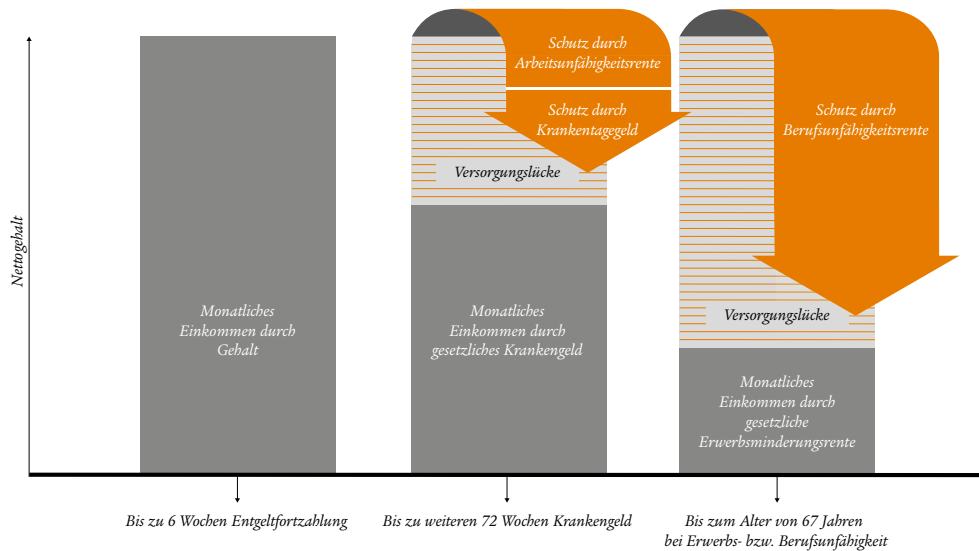 Nettogehalt
Monatliches
Einkommen durch
Gehalt
Schutz durch
Arbeitsunfähigkeitsrente
Schutz durch
Krankentagegeld
Versorgungslücke
Monatliches
Einkommen durch
gesetzliches Krankengeld
Schutz durch
Berufsunfähigkeitsrente
Versorgungslücke
Monatliches
Einkommen durch
gesetzliche
Erwerbsminderungsrente
Bis zu 6 Wochen Entgeltfortzahlung
Bis zu weiteren 72 Wochen Krankengeld
Bis zum Alter von 67 Jahren
bei Erwerbs- bzw. Berufsunfähigkeit